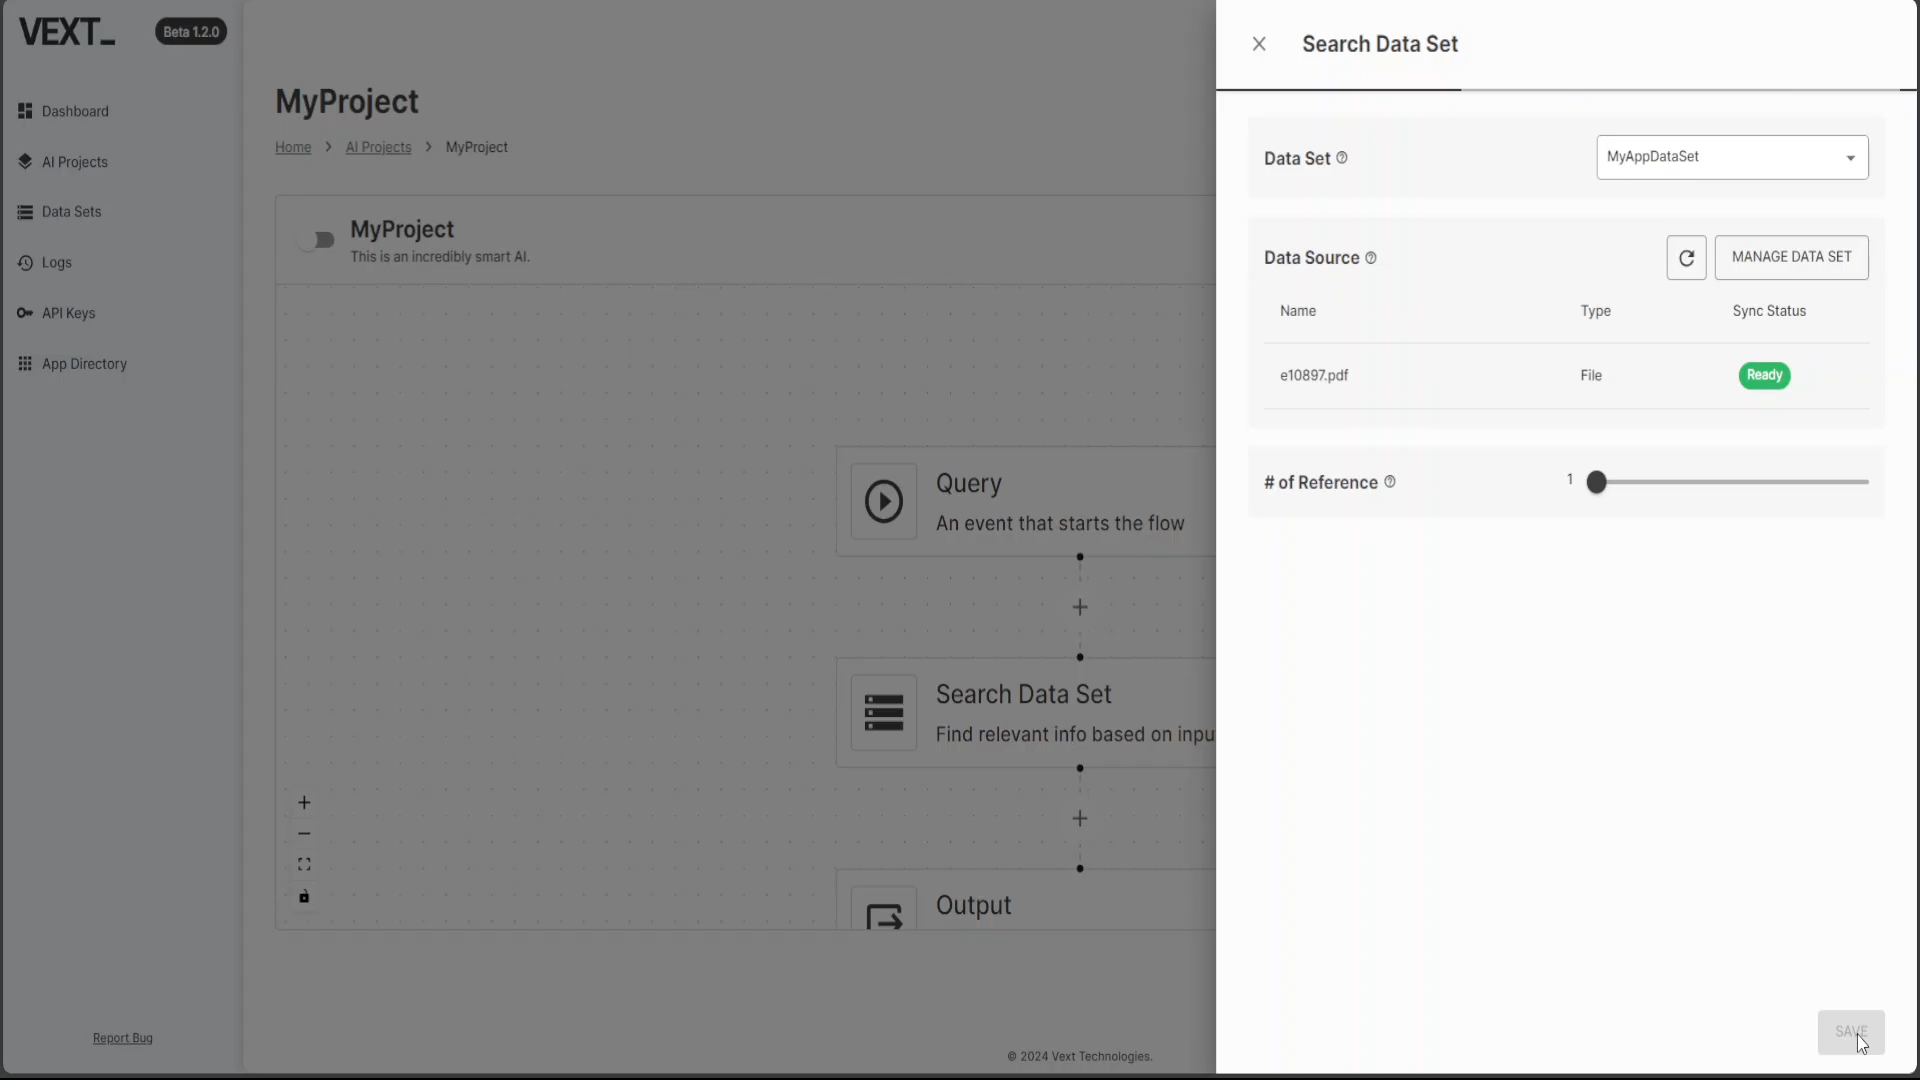 VEXT_
Beta 1.2.0
Dashboard
AI Projects
Data Sets
Logs
API Keys
App Directory
Report Bug
MyProject
Home > AI Projects > MyProject
MyProject
This is an incredibly smart AI.
Query
An event that starts the flow
Search Data Set
Find relevant info based on inpu
Output
© 2024 Vext Technologies.
Search Data Set
Data Set
MyAppDataSet
Data Source
MANAGE DATA SET
Name Type Sync Status
e10897.pdf File Ready
# of Reference 1
SAVE